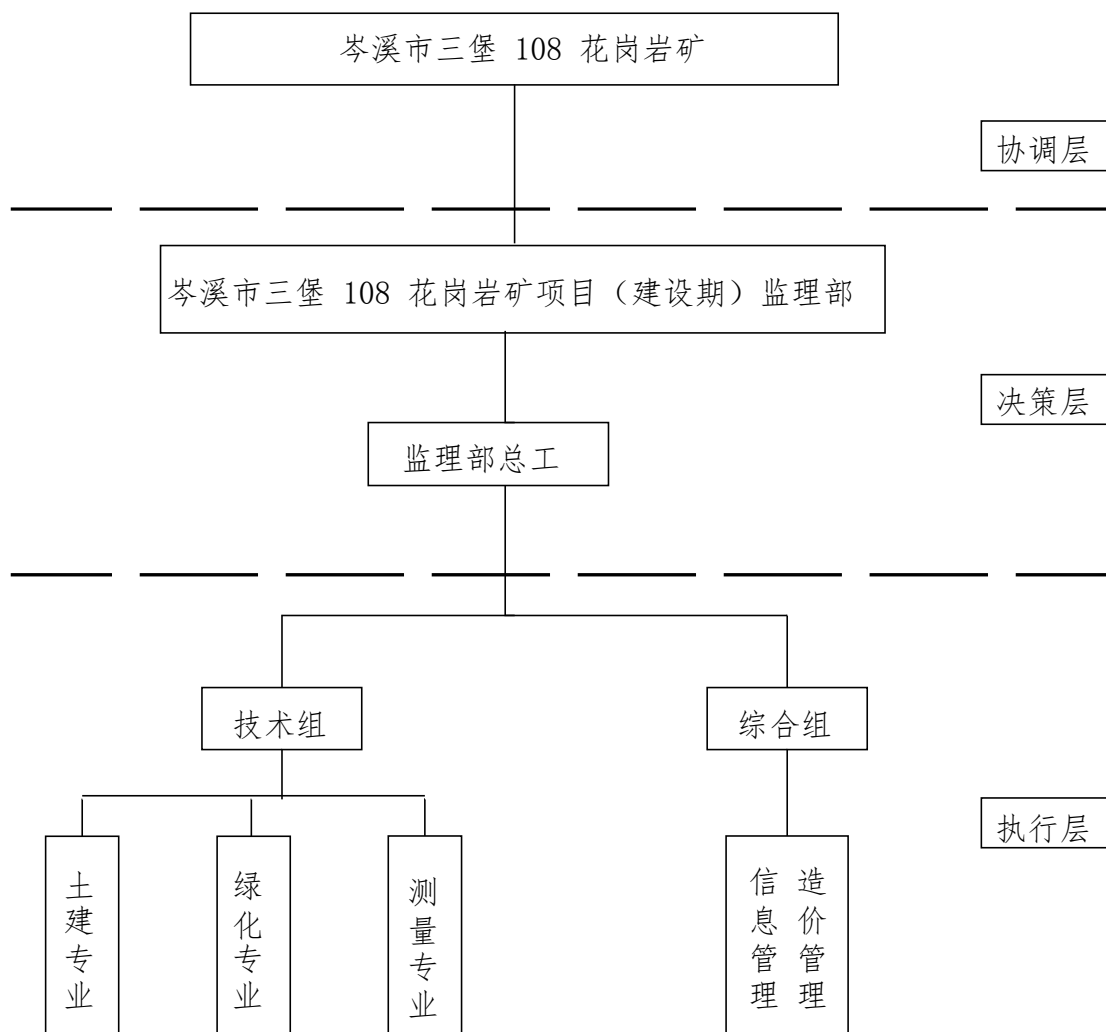 岑溪市三堡 108 花岗岩矿
协调层
岑溪市三堡 108 花岗岩矿项目（建设期）监理部
决策层
监理部总工
技术组
综合组
执行层
土建专业
绿化专业
测量专业
信息管理
造价管理